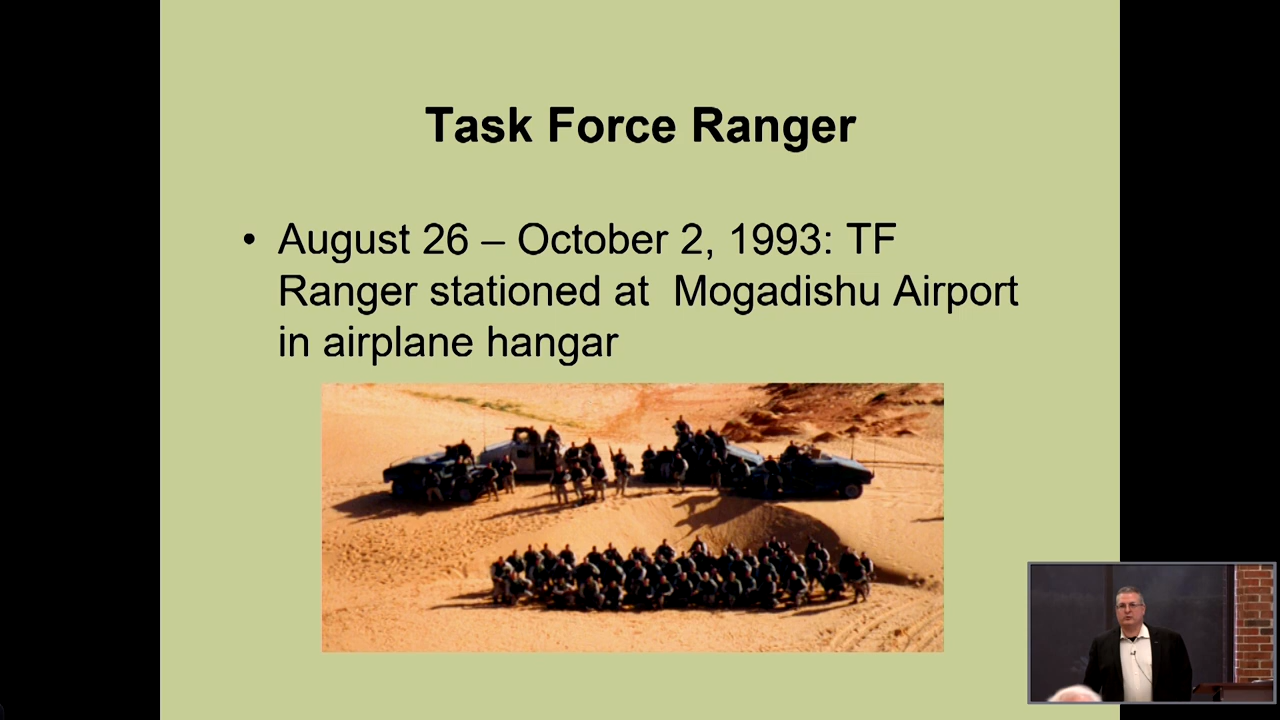 Task Force Ranger
• August 26 – October 2, 1993: TF
Ranger stationed at  Mogadishu Airport
in airplane hangar